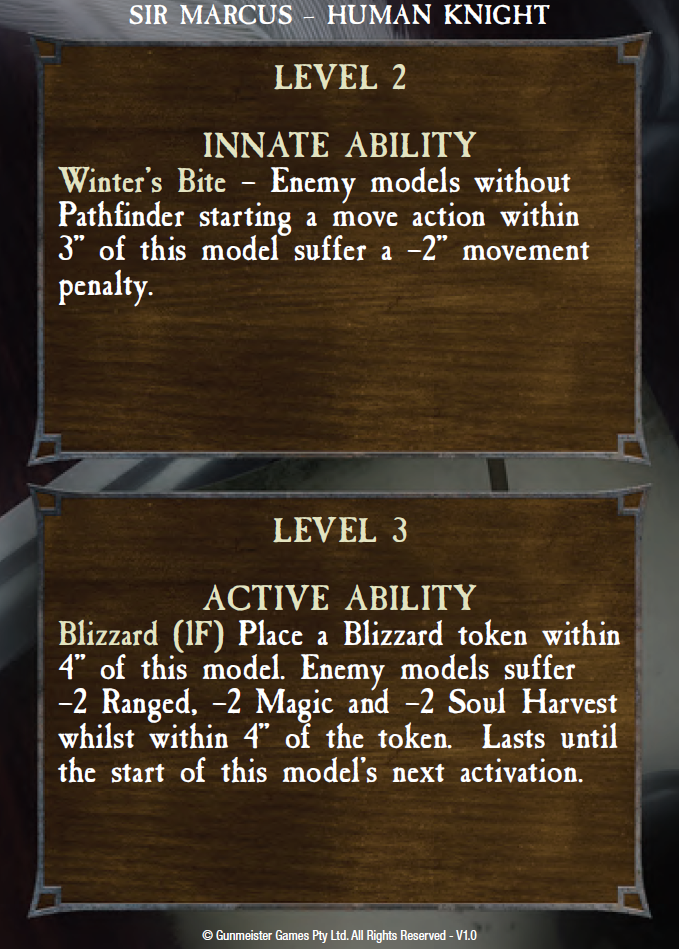 SIR MARCUS – HUMAN KNIGHT
LEVEL 2
INNATE ABILITY
Winter's Bite – Enemy models without
Pathfinder starting a move action within
3” of this model suffer a –2” movement
penalty.
LEVEL 3
ACTIVE ABILITY
Blizzard (1F) Place a Blizzard token within
4” of this model. Enemy models suffer
–2 Ranged, –2 Magic and –2 Soul Harvest
whilst within 4” of the token. Lasts until
the start of this model's next activation.
© Gunmeister Games Pty Ltd. All Rights Reserved - V1.0